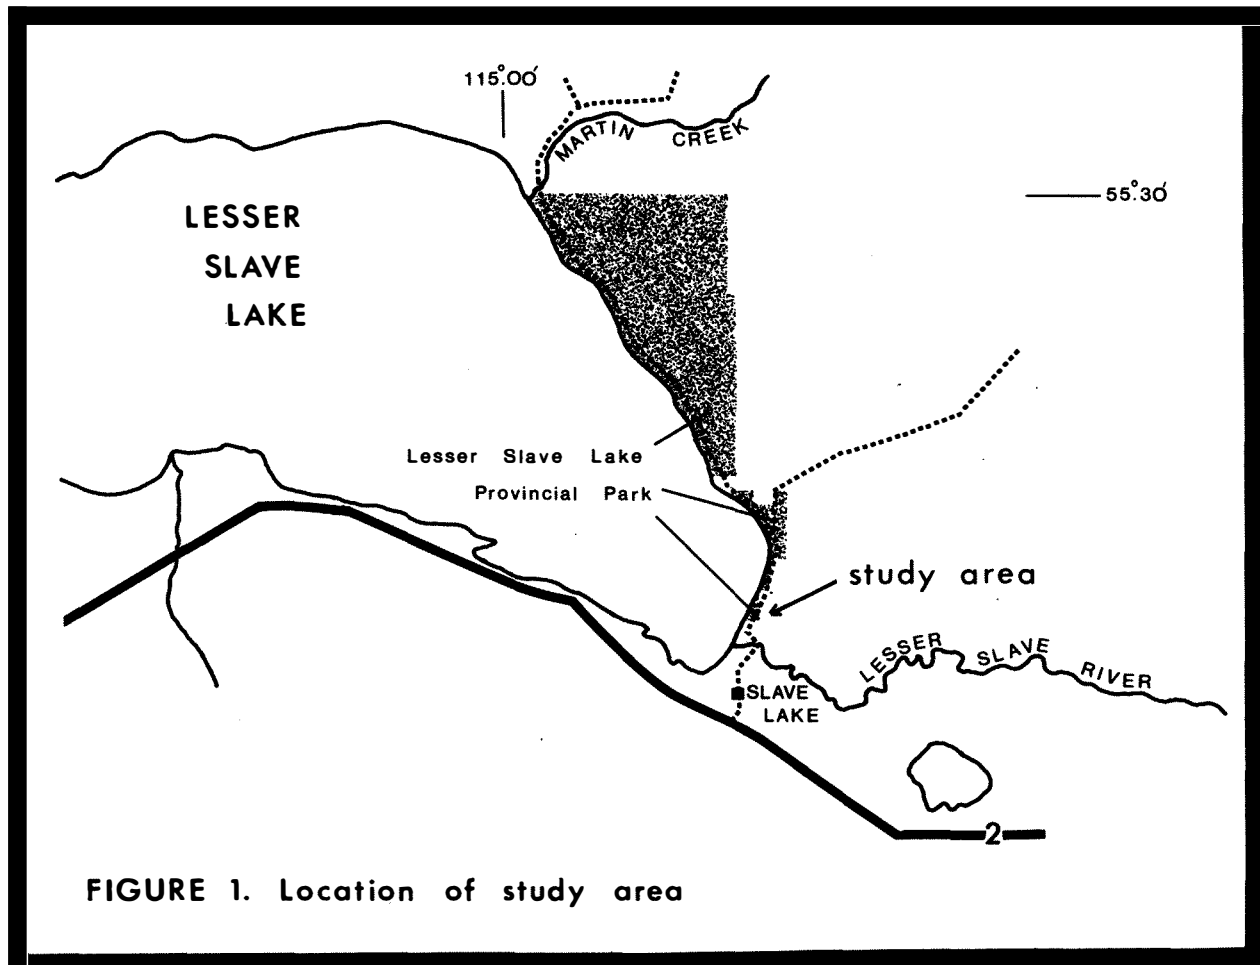 115°00'
MARTIN CREEK
55°30'
LESSER
SLAVE
LAKE
Lesser Slave Lake
Provincial Park
study area
LESSER SLAVE RIVER
SLAVE
LAKE
2
FIGURE 1. Location of study area